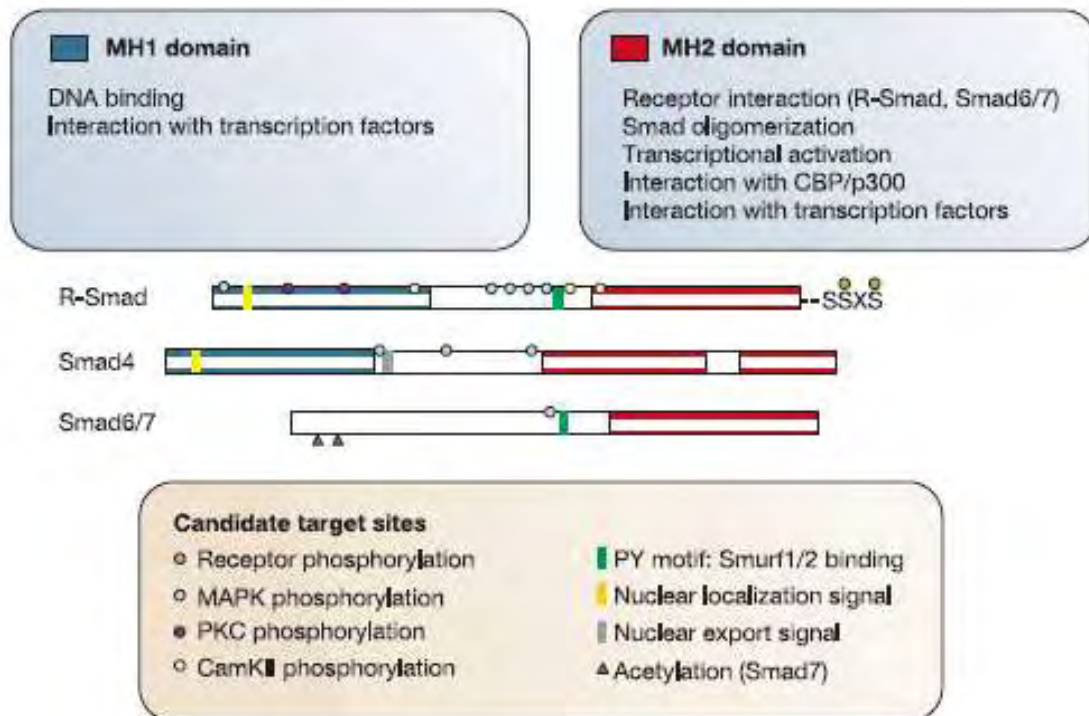 MH1 domain
DNA binding
Interaction with transcription factors
MH2 domain
Receptor interaction (R-Smad, Smad6/7)
Smad oligomerization
Transcriptional activation
Interaction with CBP/p300
Interaction with transcription factors
R-Smad
SSXS
Smad4
Smad6/7
Candidate target sites
Receptor phosphorylation
MAPK phosphorylation
PKC phosphorylation
CamKII phosphorylation
PY motif: Smurf1/2 binding
Nuclear localization signal
Nuclear export signal
Acetylation (Smad7)